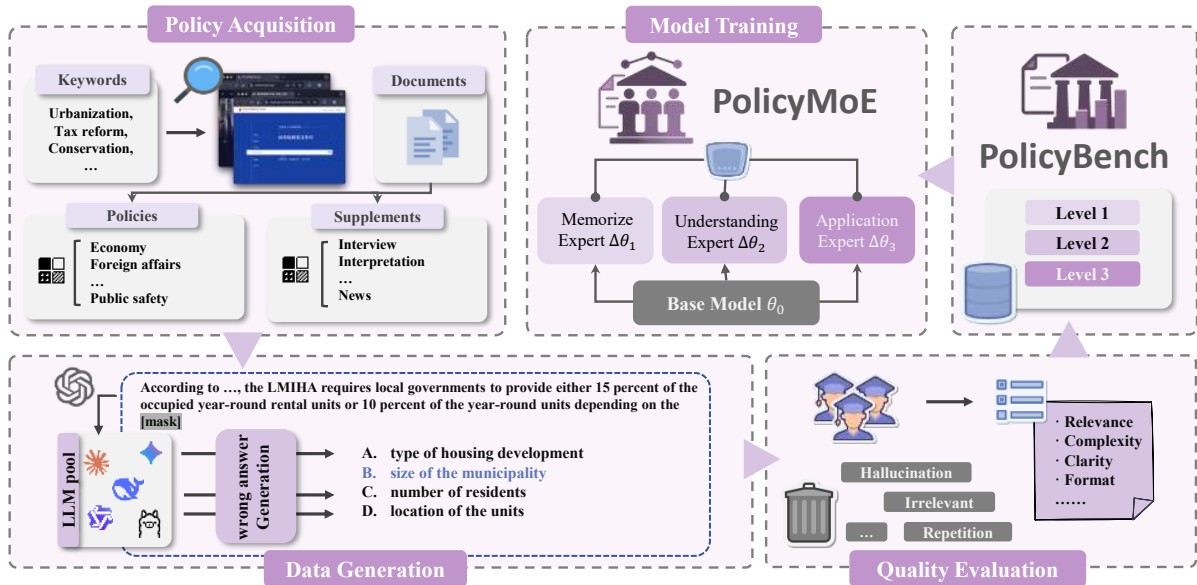 Policy Acquisition
Keywords
Urbanization,
Tax reform,
Conservation,
…
Documents
Policies
Economy
Foreign affairs
…
Public safety
Supplements
Interview
Interpretation
…
News
Model Training
PolicyMoE
Memorize
Expert Δθ₁
Understanding
Expert Δθ₂
Application
Expert Δθ₃
Base Model θ₀
PolicyBench
Level 1
Level 2
Level 3
According to …, the LMIHA requires local governments to provide either 15 percent of the
occupied year-round rental units or 10 percent of the year-round units depending on the
[mask]
LLM pool
wrong answer
Generation
A. type of housing development
B. size of the municipality
C. number of residents
D. location of the units
Data Generation
Relevance
· Complexity
· Clarity
· Format
……
Hallucination
Irrelevant
…
Repetition
Quality Evaluation